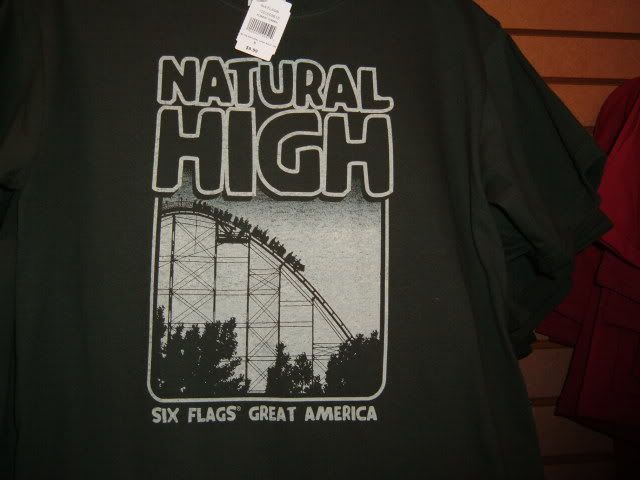 NATURAL
HIGH
SIX FLAGS® GREAT AMERICA